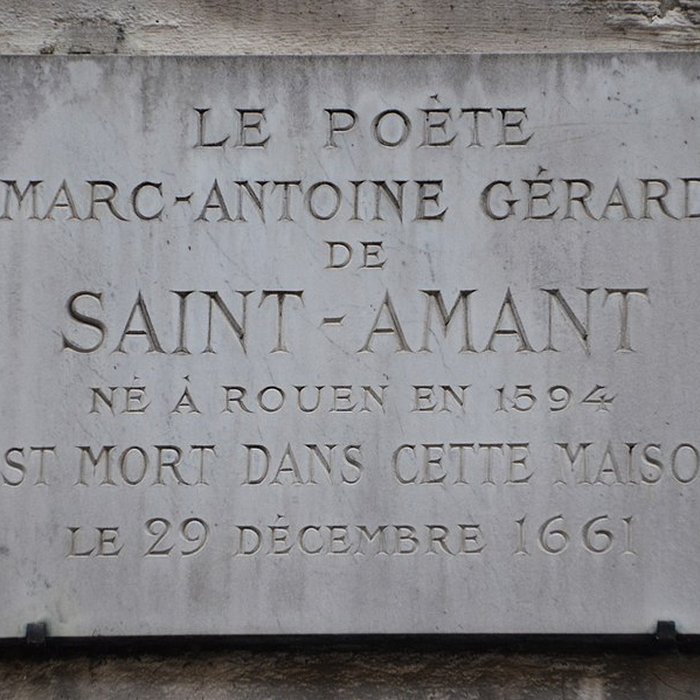 LE POÈTE
MARC-ANTOINE GÉRARD
DE
SAINT-AMANT
NÉ À ROUEN EN 1594
ST MORT DANS CETTE MAISO
LE 29 DÉCEMBRE 1661